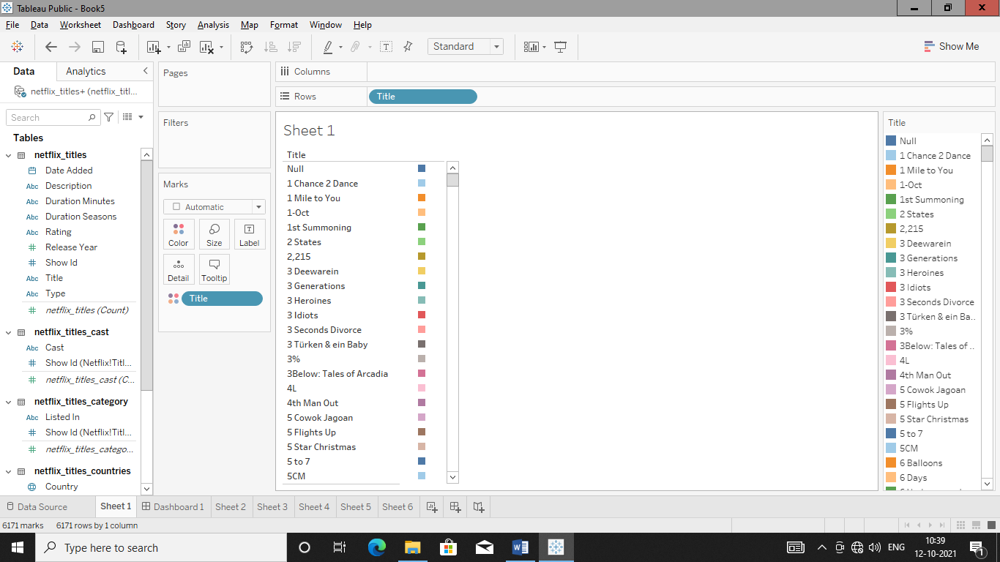 Tableau Public - Book5
File Data Worksheet Dashboard Story Analysis Map Format Window Help
Standard
Show Me
Data Analytics
netflix_titles+ (netflix_titl...
Search
Tables
netflix_titles
Date Added
Abc Description
Abc Duration Minutes
Abc Duration Seasons
Abc Rating
# Release Year
# Show Id
Abc Title
Abc Type
# netflix_titles (Count)
netflix_titles_cast
Abc Cast
# Show Id (Netflix!Titl...
# netflix_titles_cast (C...
netflix_titles_category
Abc Listed In
# Show Id (Netflix!Titl...
# netflix_titles_catego...
netflix_titles_countries
Country
Pages
Filters
Marks
Automatic
Color Size Label
Detail Tooltip
Title
Columns
Rows Title
Sheet 1
Title
Null
1 Chance 2 Dance
1 Mile to You
1-Oct
1st Summoning
2 States
2,215
3 Deewarein
3 Generations
3 Heroines
3 Idiots
3 Seconds Divorce
3 Türken & ein Baby
3%
3Below: Tales of Arcadia
4L
4th Man Out
5 Cowok Jagoan
5 Flights Up
5 Star Christmas
5 to 7
5CM
Title
Null
1 Chance 2 Dance
1 Mile to You
1-Oct
1st Summoning
2 States
2,215
3 Deewarein
3 Generations
3 Heroines
3 Idiots
3 Seconds Divorce
3 Türken & ein Ba..
3%
3Below: Tales of ..
4L
4th Man Out
5 Cowok Jagoan
5 Flights Up
5 Star Christmas
5 to 7
5CM
6 Balloons
6 Days
Data Source Sheet 1 Dashboard 1 Sheet 2 Sheet 3 Sheet 4 Sheet 5 Sheet 6
6171 marks 6171 rows by 1 column
Type here to search
ENG
10:39
12-10-2021
1